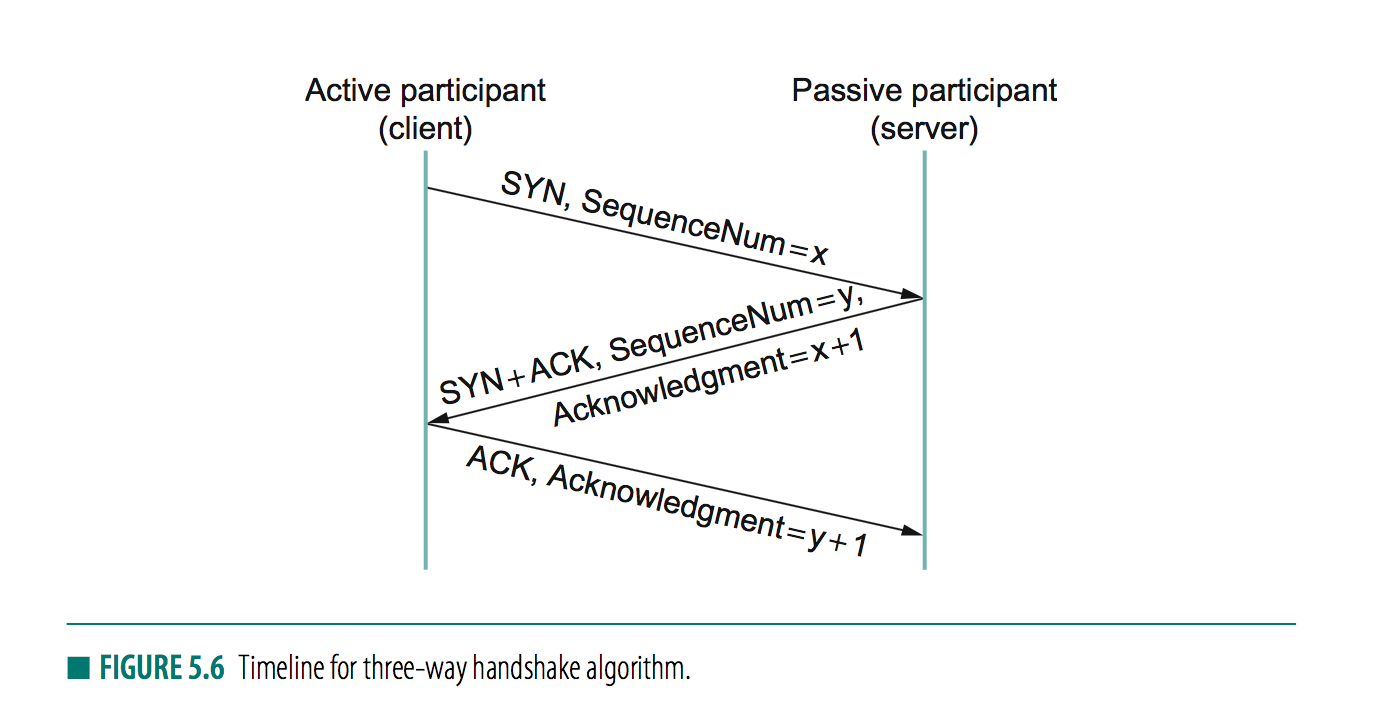 Active participant
(client)
Passive participant
(server)
SYN, SequenceNum=x
SYN+ACK, SequenceNum=y,
Acknowledgment=x+1
ACK, Acknowledgment=y+1
FIGURE 5.6 Timeline for three-way handshake algorithm.